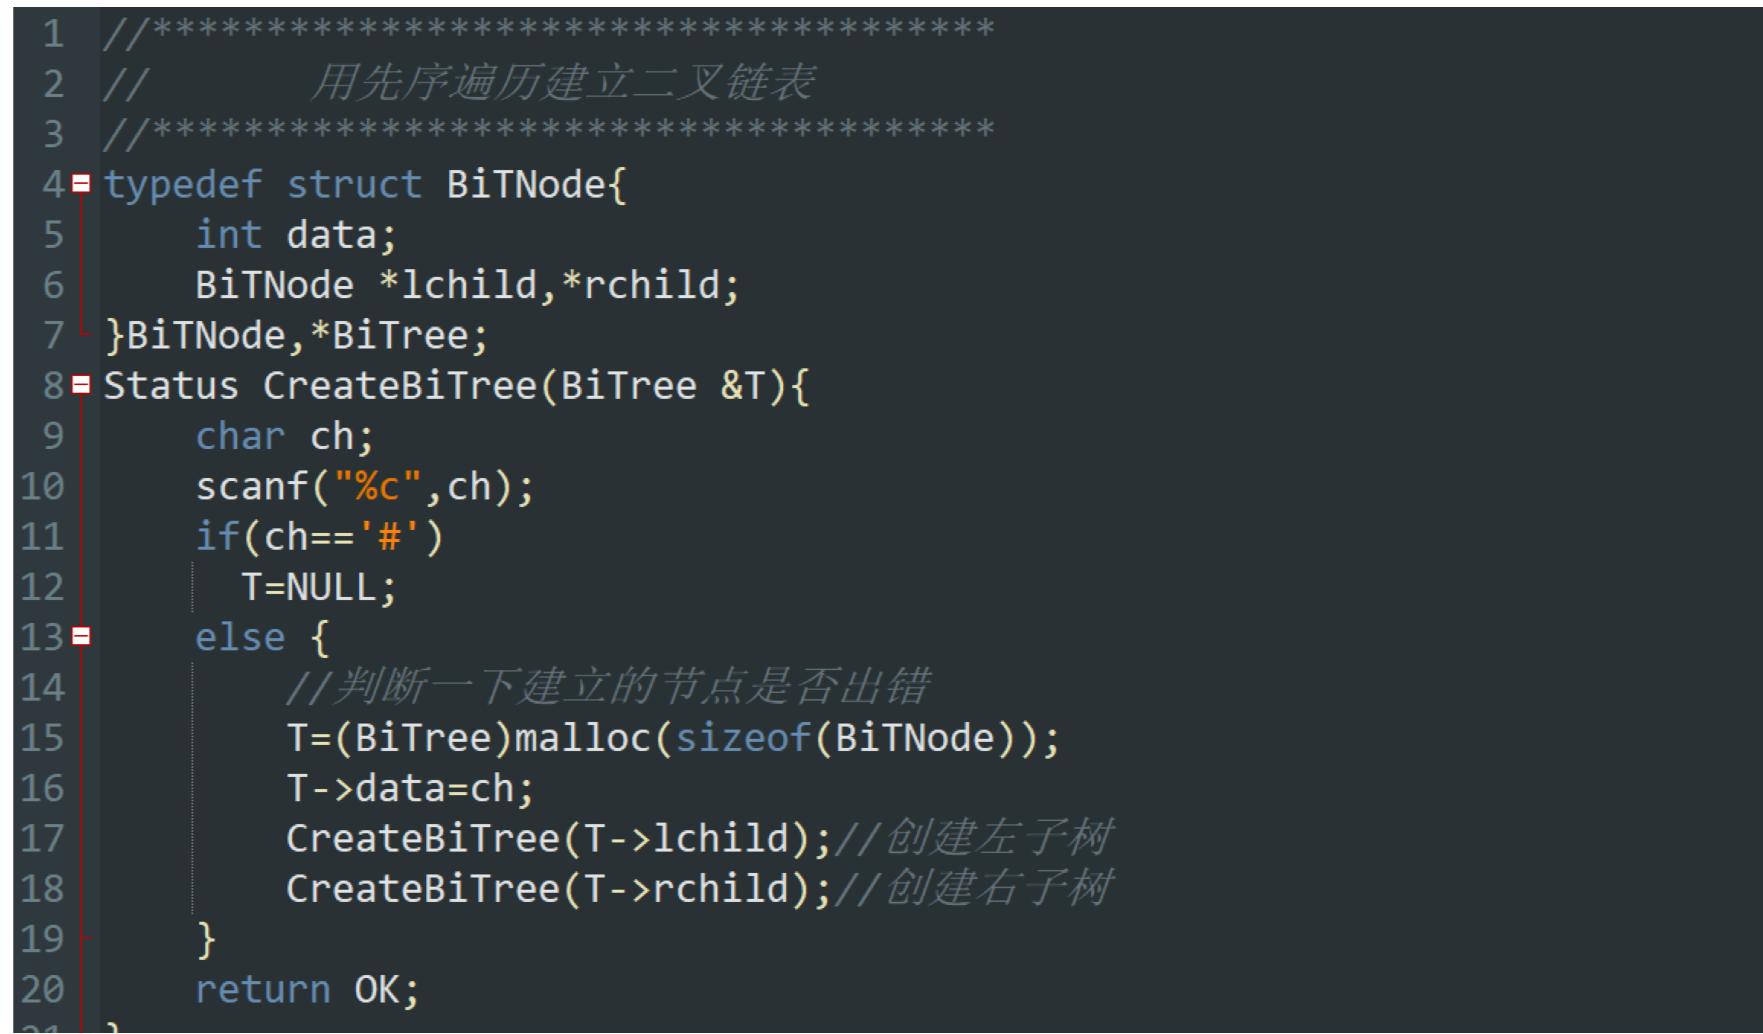 1 //*************************************
2 // 用先序遍历建立二叉链表
3 //*************************************
4 typedef struct BiTNode{
5 int data;
6 BiTNode *lchild,*rchild;
7 }BiTNode,*BiTree;
8 Status CreateBiTree(BiTree &T){
9 char ch;
10 scanf("%c",ch);
11 if(ch=='#')
12 T=NULL;
13 else {
14 //判断一下建立的节点是否出错
15 T=(BiTree)malloc(sizeof(BiTNode));
16 T->data=ch;
17 CreateBiTree(T->lchild);//创建左子树
18 CreateBiTree(T->rchild);//创建右子树
19 }
20 return OK;
21 }